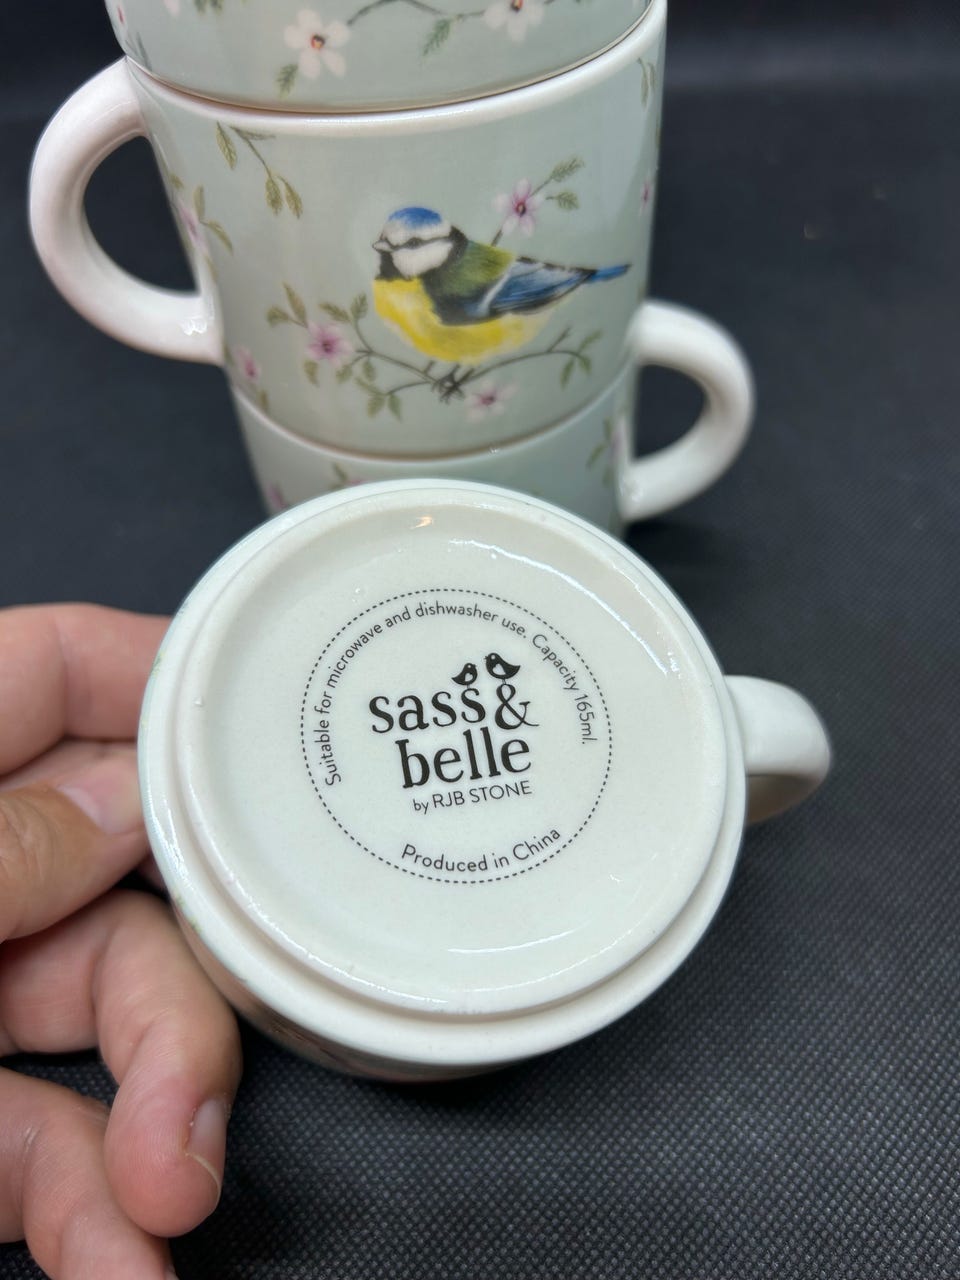 Suitable for microwave and dishwasher use. Capacity 165ml.
sass &
belle
by RJB STONE
Produced in China